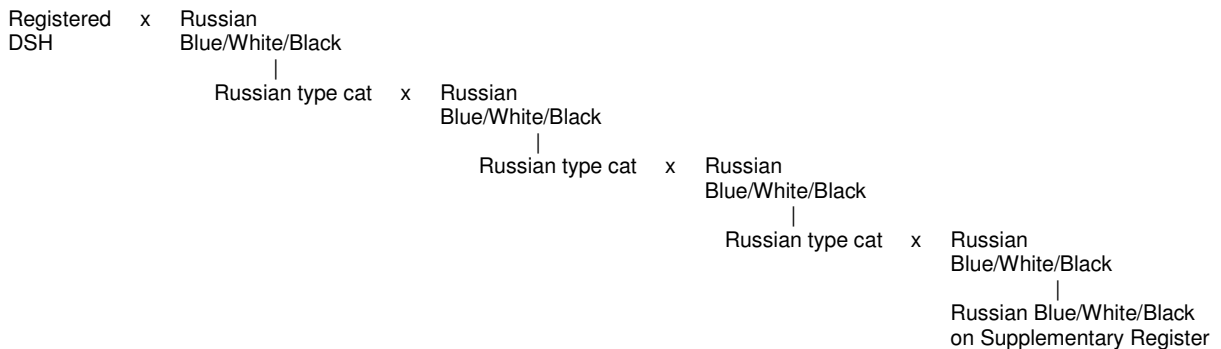 Registered x Russian
DSH Blue/White/Black
|
Russian type cat x Russian
Blue/White/Black
|
Russian type cat x Russian
Blue/White/Black
|
Russian type cat x Russian
Blue/White/Black
|
Russian Blue/White/Black
on Supplementary Register